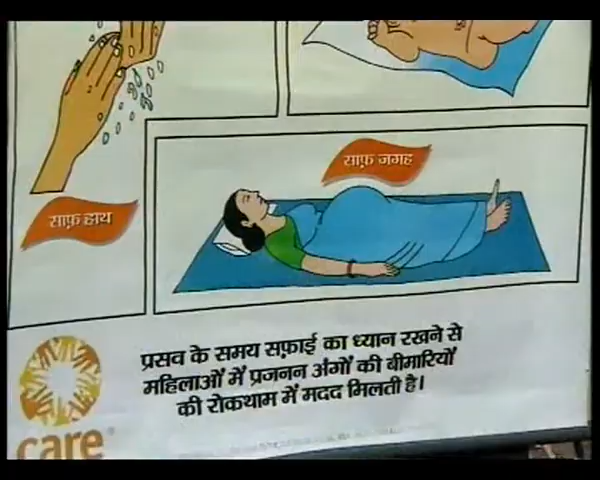 साफ़ जगह
साफ़ हाथ
प्रसव के समय सफ़ाई का ध्यान रखने से
महिलाओं में प्रजनन अंगों की बीमारियों
की रोकथाम में मदद मिलती है।
care